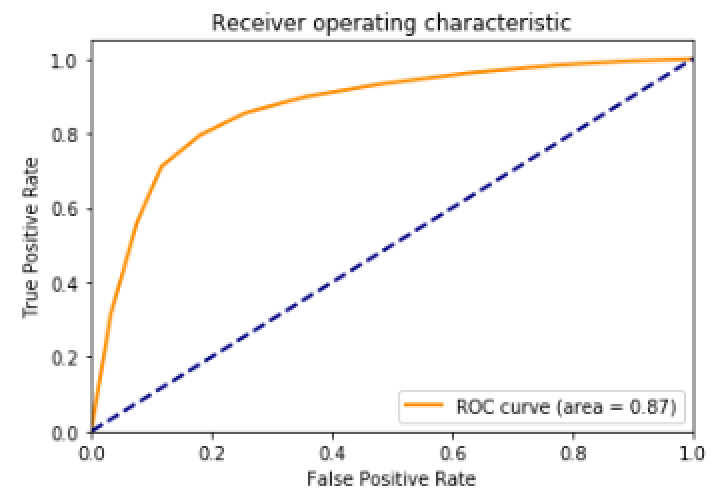 Receiver operating characteristic
1.0
0.8
0.6
0.4
0.2
0.0
True Positive Rate
ROC curve (area = 0.87)
0.0 0.2 0.4 0.6 0.8 1.0
False Positive Rate